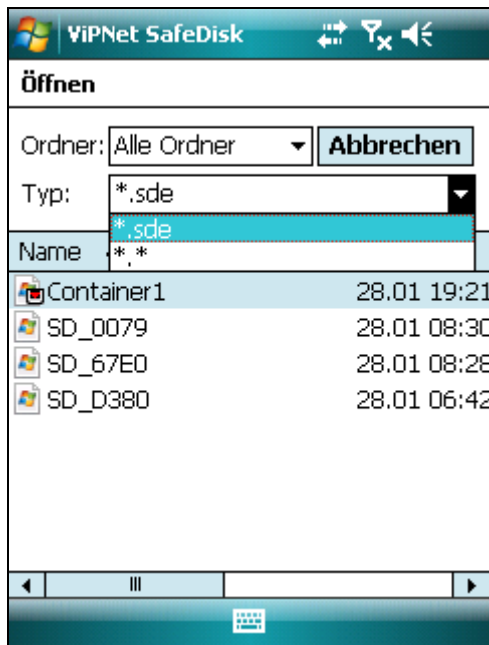 ViPNet SafeDisk
Öffnen
Ordner: Alle Ordner Abbrechen
Typ: *.sde
*.sde
Name *.*
Container1 28.01 19:21
SD_0079 28.01 08:30
SD_67E0 28.01 08:28
SD_D380 28.01 06:42